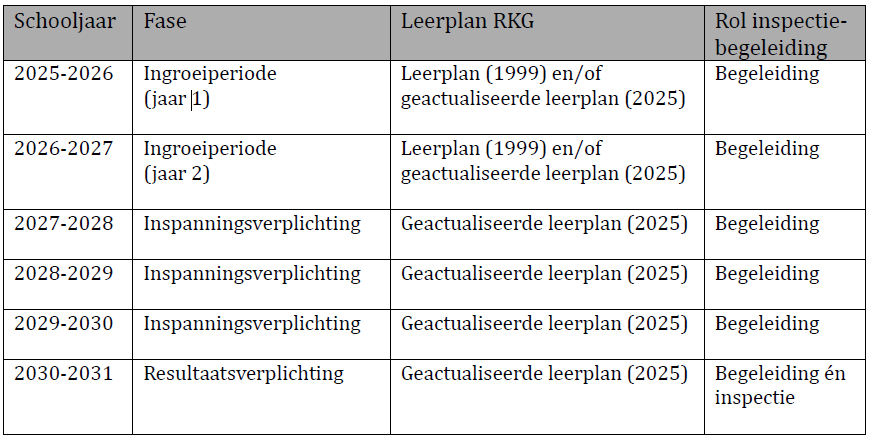 Schooljaar Fase Leerplan RKG Rol inspectie-
begeleiding
2025-2026 Ingroeiperiode Leerplan (1999) en/of Begeleiding
(jaar 1) geactualiseerde leerplan (2025)
2026-2027 Ingroeiperiode Leerplan (1999) en/of Begeleiding
(jaar 2) geactualiseerde leerplan (2025)
2027-2028 Inspanningsverplichting Geactualiseerde leerplan (2025) Begeleiding
2028-2029 Inspanningsverplichting Geactualiseerde leerplan (2025) Begeleiding
2029-2030 Inspanningsverplichting Geactualiseerde leerplan (2025) Begeleiding
2030-2031 Resultaatsverplichting Geactualiseerde leerplan (2025) Begeleiding én
inspectie